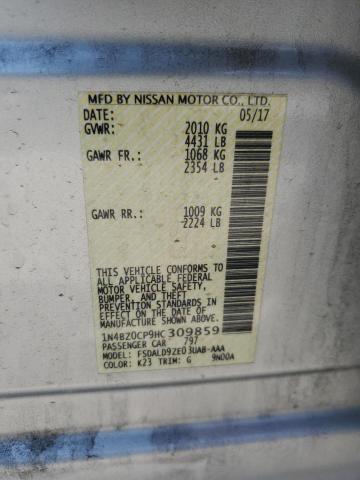 MFD BY NISSAN MOTOR CO., LTD.
DATE: 05/17
GVWR: 2010 KG
4431 LB
GAWR FR.: 1068 KG
2354 LB
GAWR RR.: 1009 KG
2224 LB
THIS VEHICLE CONFORMS TO
ALL APPLICABLE FEDERAL
MOTOR VEHICLE SAFETY,
BUMPER, AND THEFT
PREVENTION STANDARDS IN
EFFECT ON THE DATE OF
MANUFACTURE SHOWN ABOVE.
1N4BZ0CP9HC309859
PASSENGER CAR 797
MODEL: FSDALD9ZE03UAB-AAA
COLOR: K23 TRIM: G 9N00A